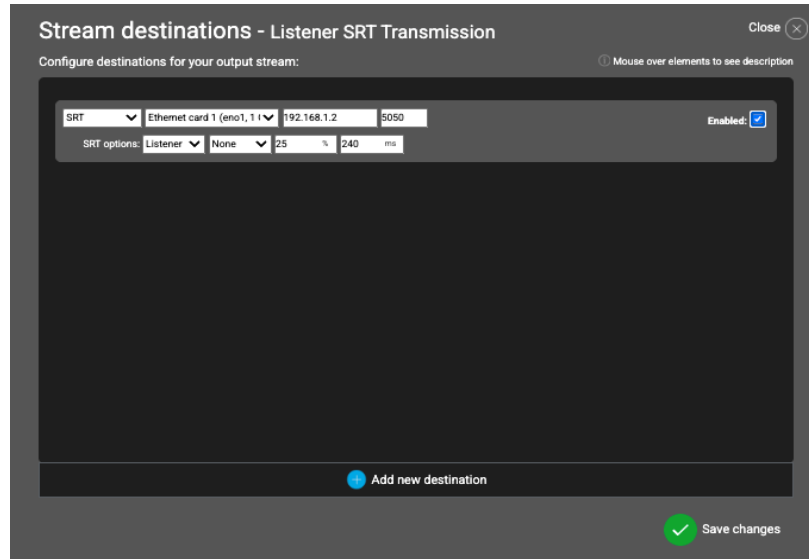 Stream destinations - Listener SRT Transmission
Close
Configure destinations for your output stream:
Mouse over elements to see description
SRT Ethernet card 1 (eno1, 1 192.168.1.2 5050 Enabled:
SRT options: Listener None 25 % 240 ms
Add new destination
Save changes